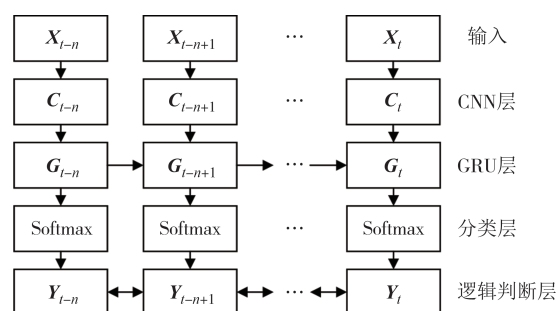 X_{t−n} X_{t−n+1} … X_t 输入
C_{t−n} C_{t−n+1} … C_t CNN层
G_{t−n} G_{t−n+1} … G_t GRU层
Softmax Softmax … Softmax 分类层
Y_{t−n} Y_{t−n+1} … Y_t 逻辑判断层